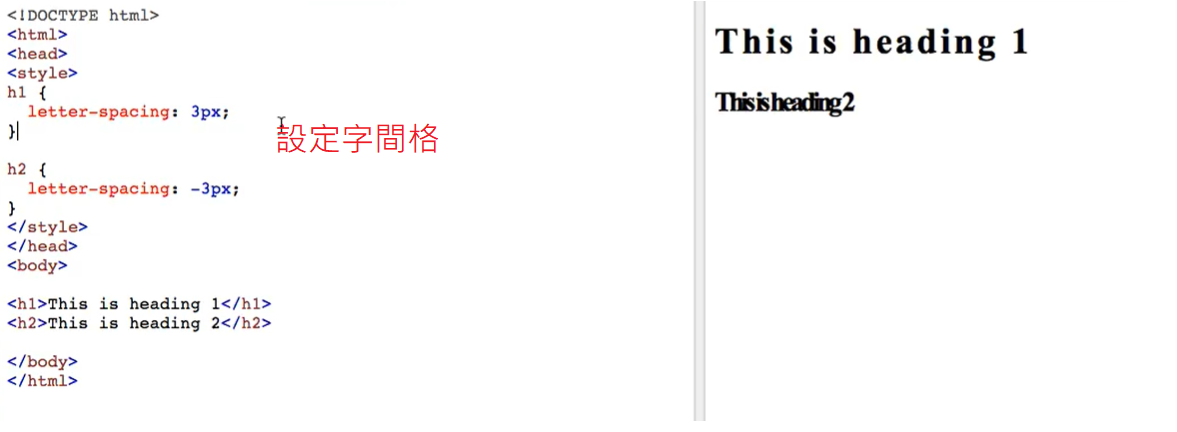 <!DOCTYPE html>
<html>
<head>
<style>
h1 {
  letter-spacing: 3px;
}
設定字間格
h2 {
  letter-spacing: -3px;
}
</style>
</head>
<body>
<h1>This is heading 1</h1>
<h2>This is heading 2</h2>
</body>
</html>
This is heading 1
This is heading 2